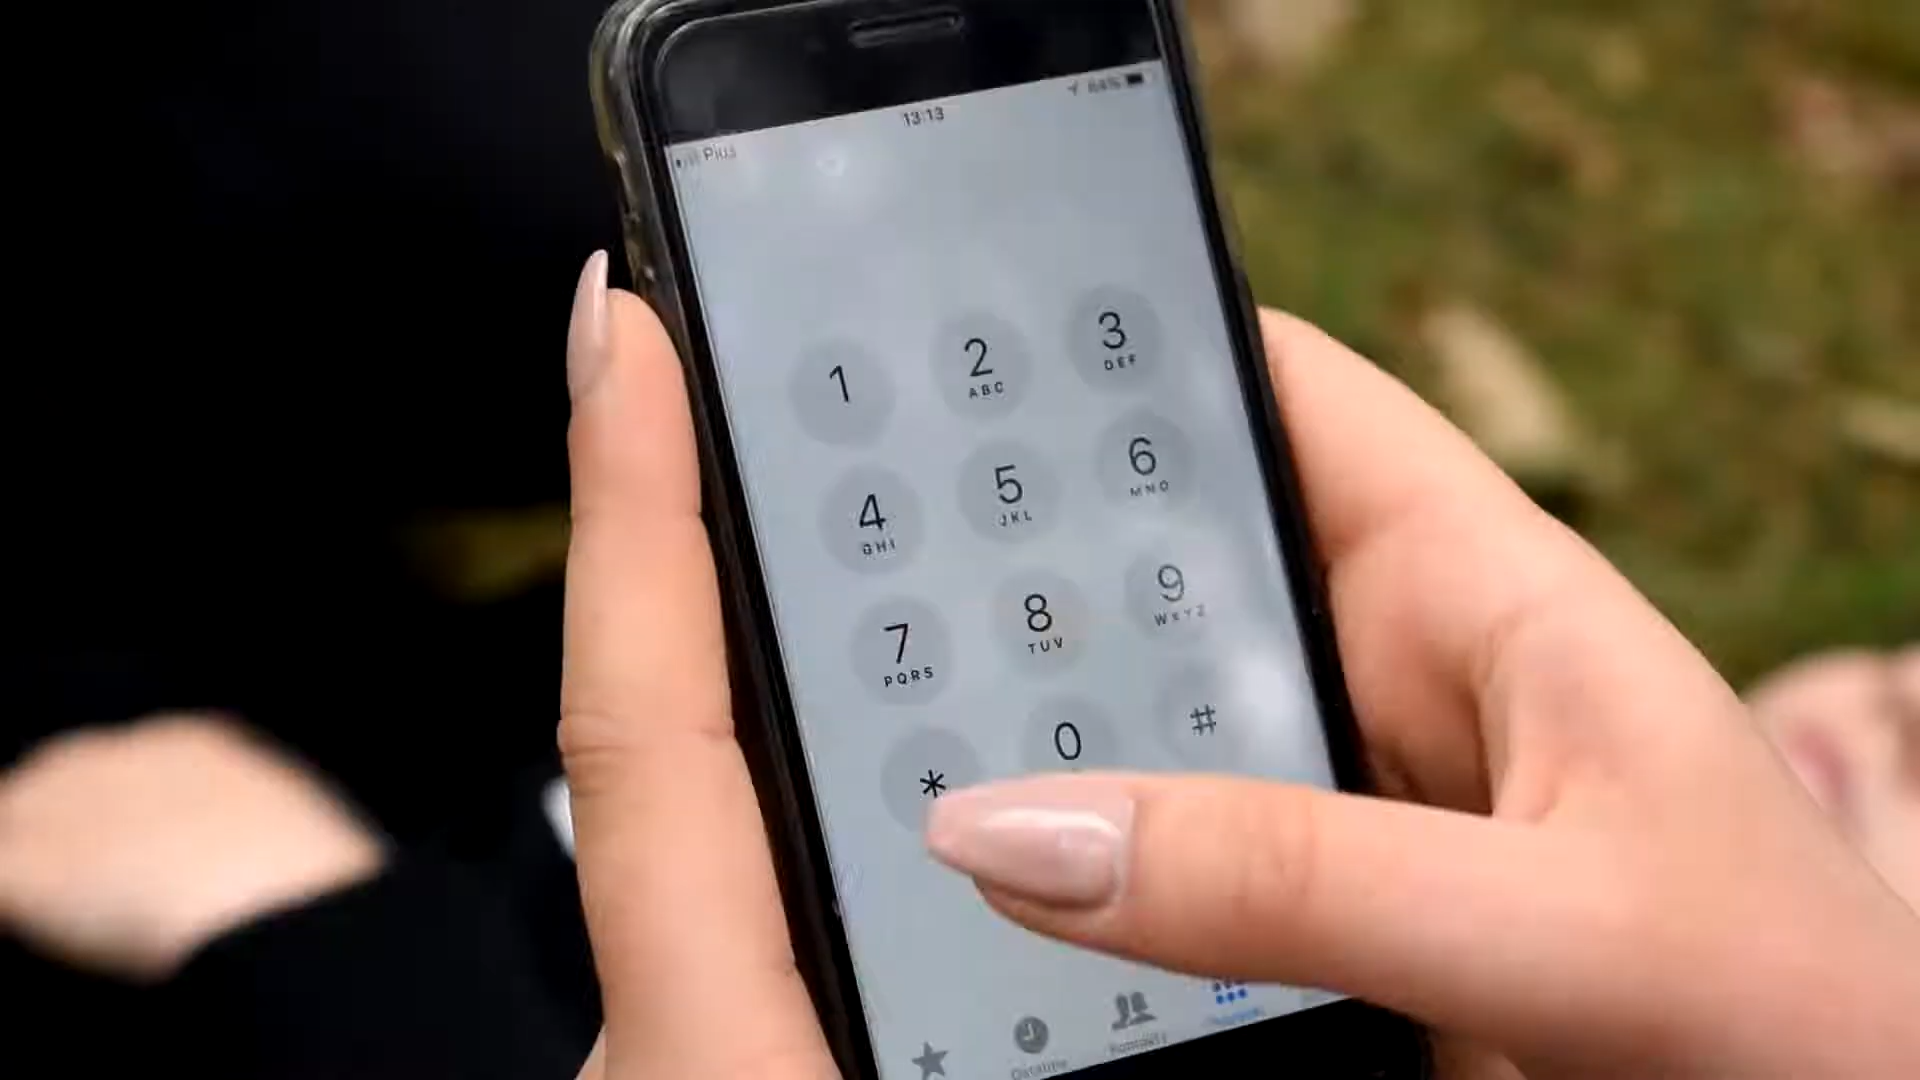 13:13
Plus
1 2 3
ABC DEF
4 5 6
GHI JKL MNO
7 8 9
PQRS TUV WXYZ
* 0 #
Kontakty